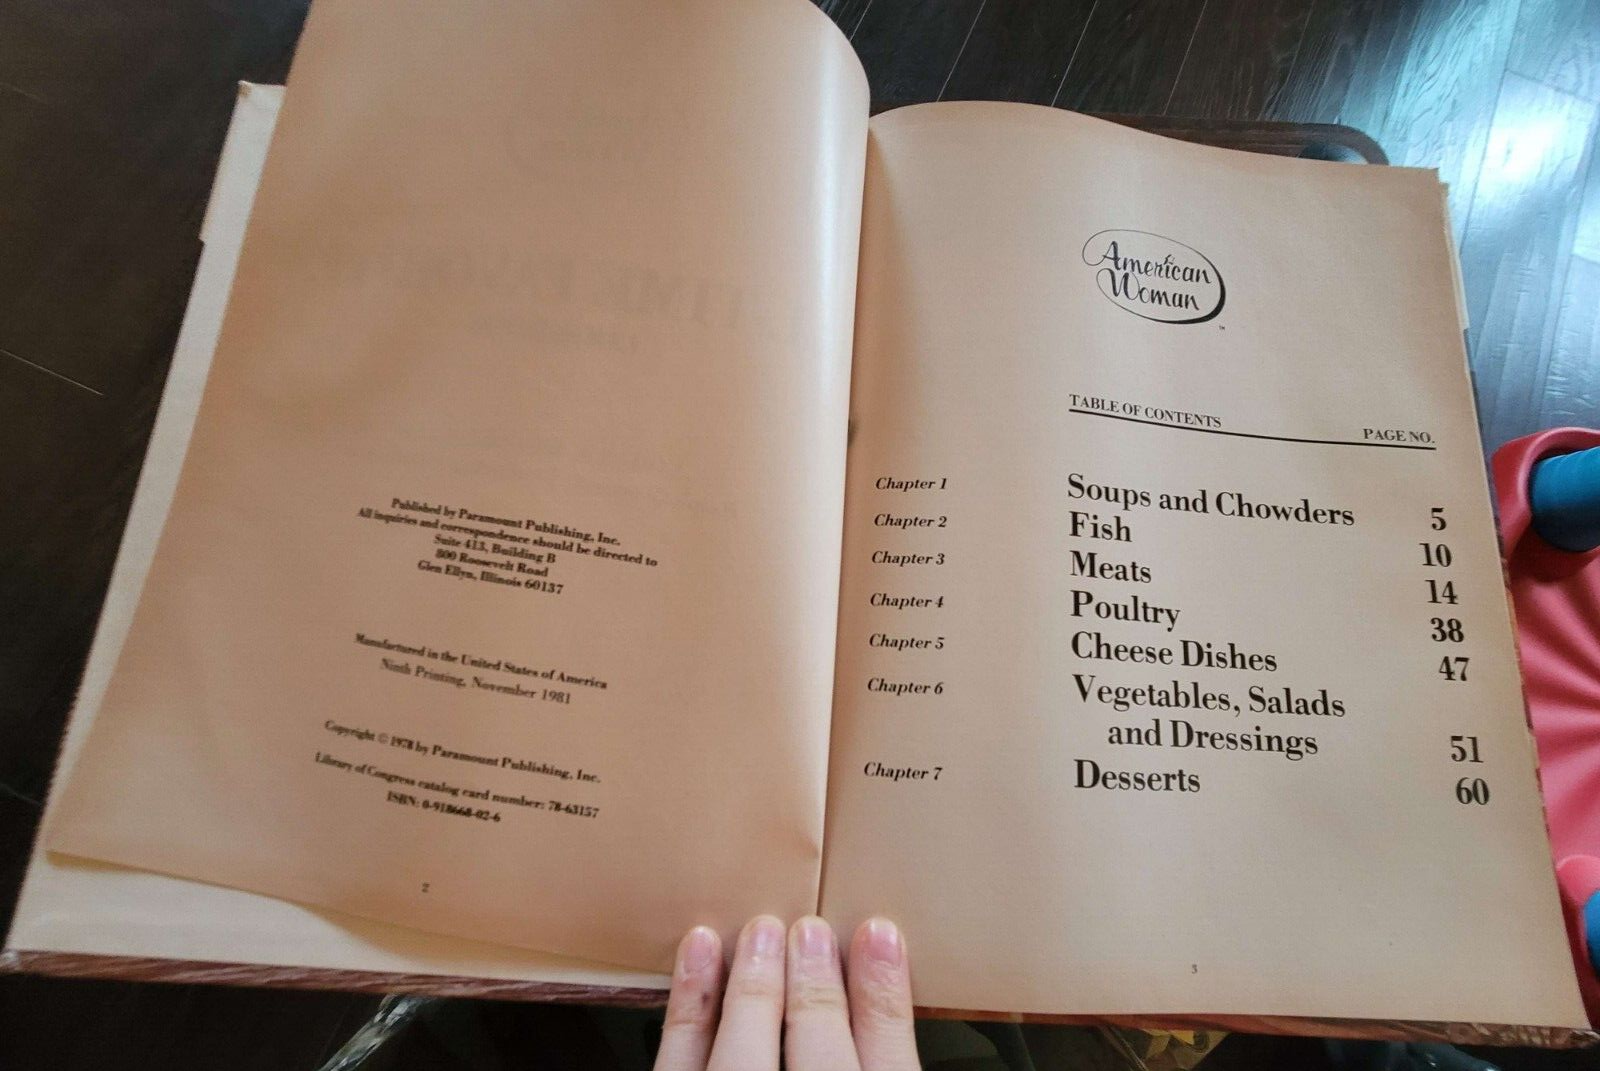 Published by Paramount Publishing, Inc.
All inquiries and correspondence should be directed to
Suite 413, Building B
800 Roosevelt Road
Glen Ellyn, Illinois 60137
Manufactured in the United States of America
Ninth Printing, November 1981
Copyright © 1978 by Paramount Publishing, Inc.
Library of Congress catalog card number: 78-63157
ISBN: 0-918668-02-6
2
American
Woman
™
TABLE OF CONTENTS PAGE NO.
Chapter 1 Soups and Chowders 5
Chapter 2 Fish 10
Chapter 3 Meats 14
Chapter 4 Poultry 38
Chapter 5 Cheese Dishes 47
Chapter 6 Vegetables, Salads
and Dressings 51
Chapter 7 Desserts 60
3